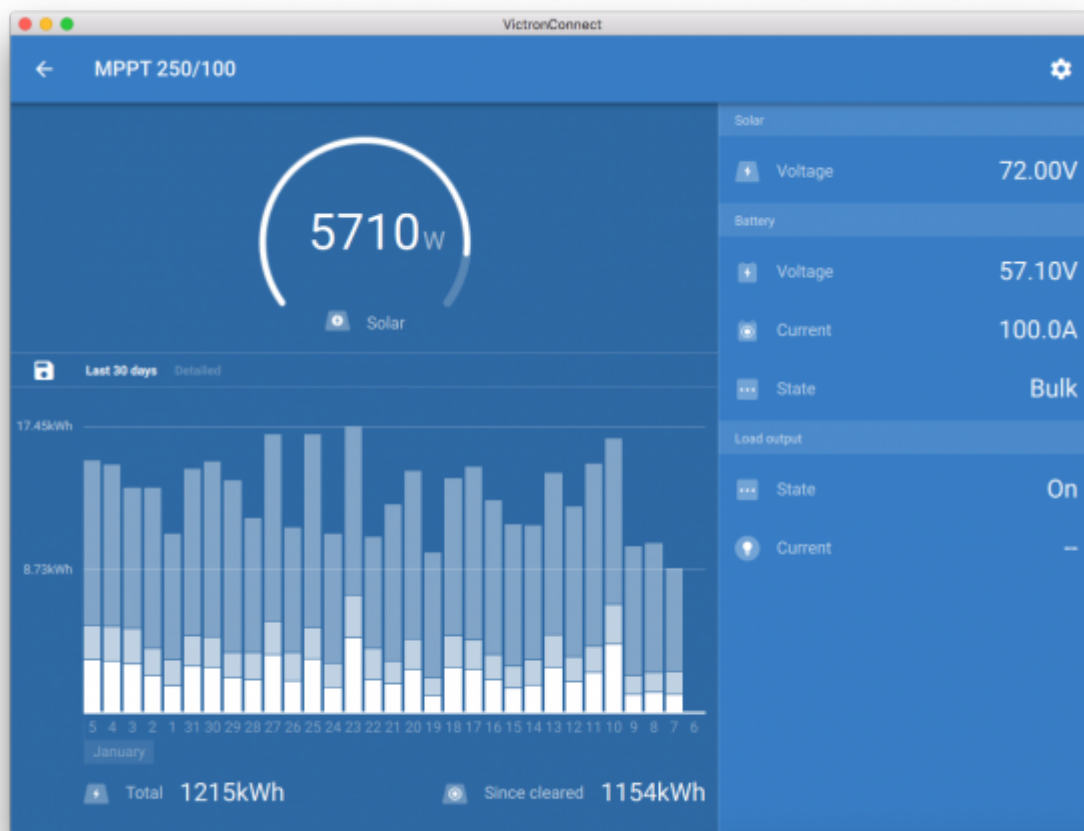 VictronConnect
MPPT 250/100
5710W
Solar
Last 30 days Detailed
17.45kWh
8.73kWh
5 4 3 2 1 31 30 29 28 27 26 25 24 23 22 21 20 19 18 17 16 15 14 13 12 11 10 9 8 7 6
January
Total 1215kWh Since cleared 1154kWh
Solar
Voltage 72.00V
Battery
Voltage 57.10V
Current 100.0A
State Bulk
Load output
State On
Current --